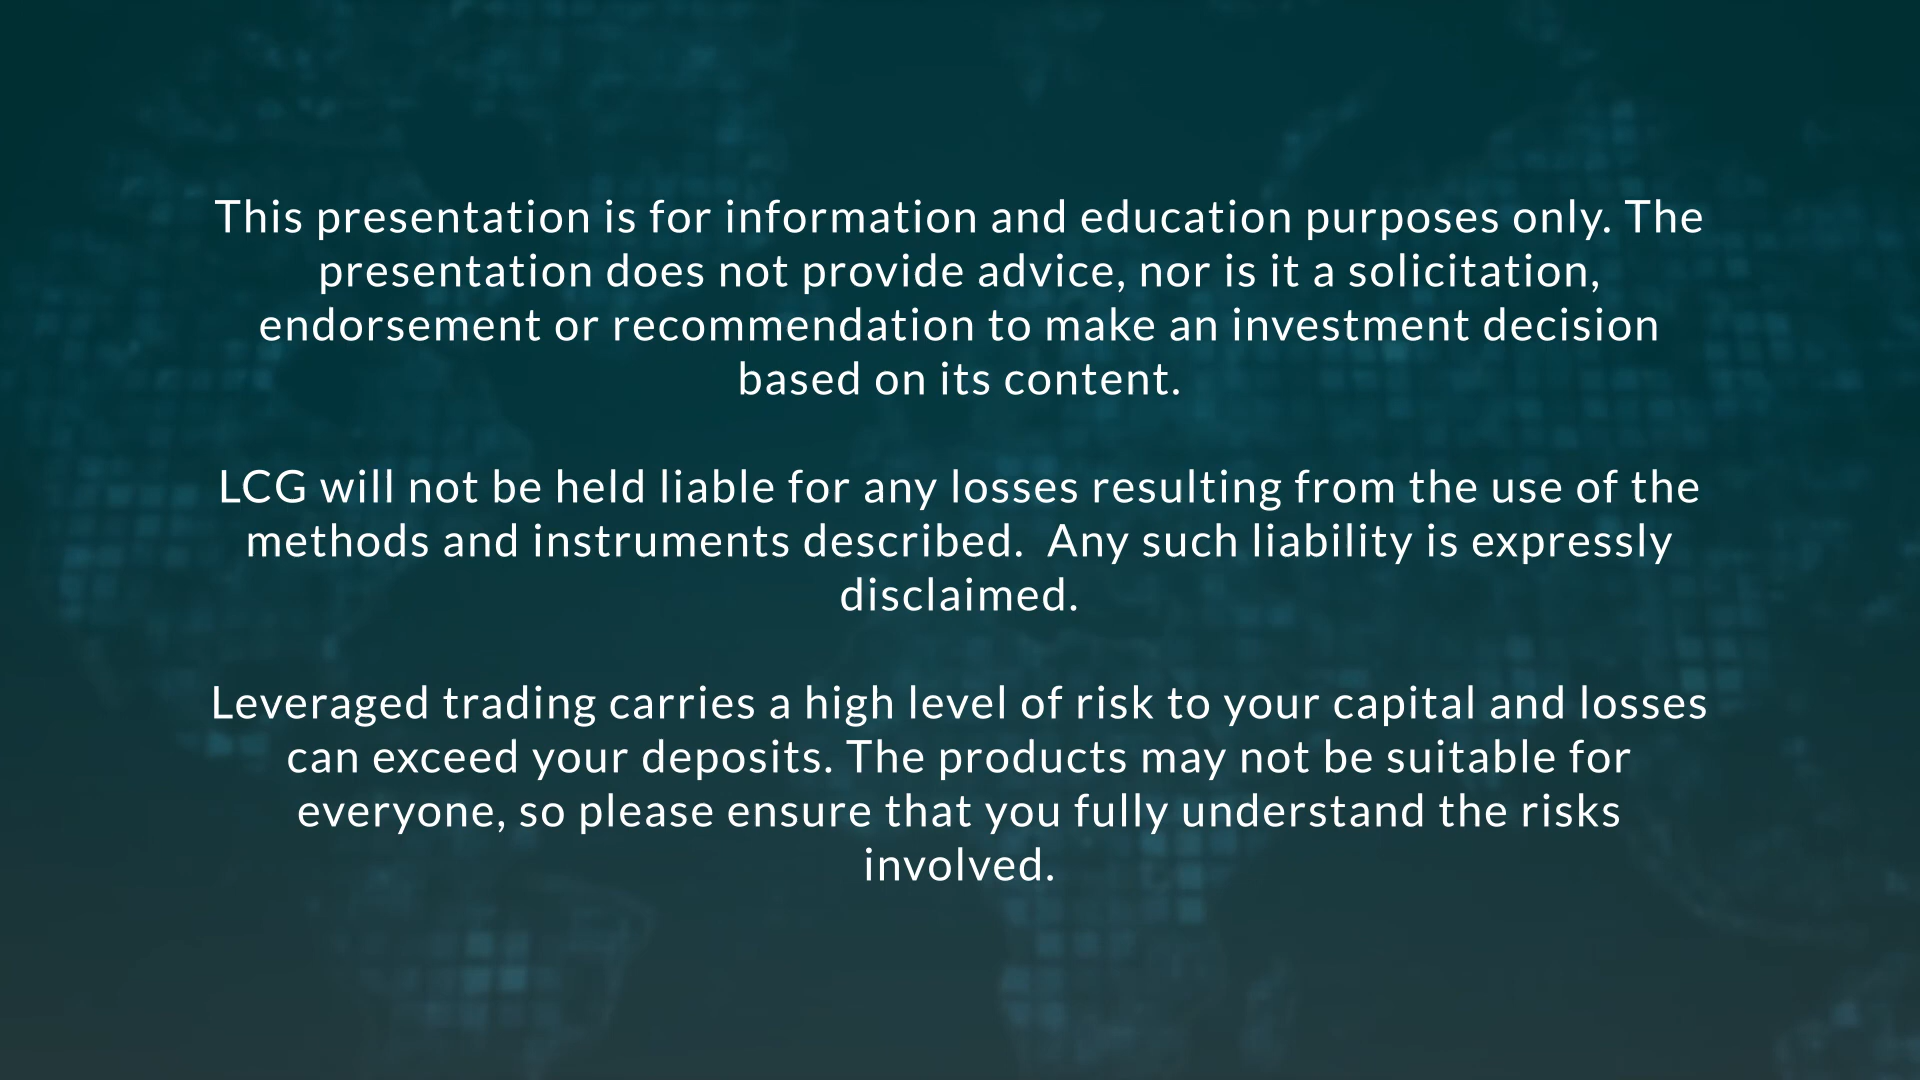 This presentation is for information and education purposes only. The
presentation does not provide advice, nor is it a solicitation,
endorsement or recommendation to make an investment decision
based on its content.
LCG will not be held liable for any losses resulting from the use of the
methods and instruments described.  Any such liability is expressly
disclaimed.
Leveraged trading carries a high level of risk to your capital and losses
can exceed your deposits. The products may not be suitable for
everyone, so please ensure that you fully understand the risks
involved.